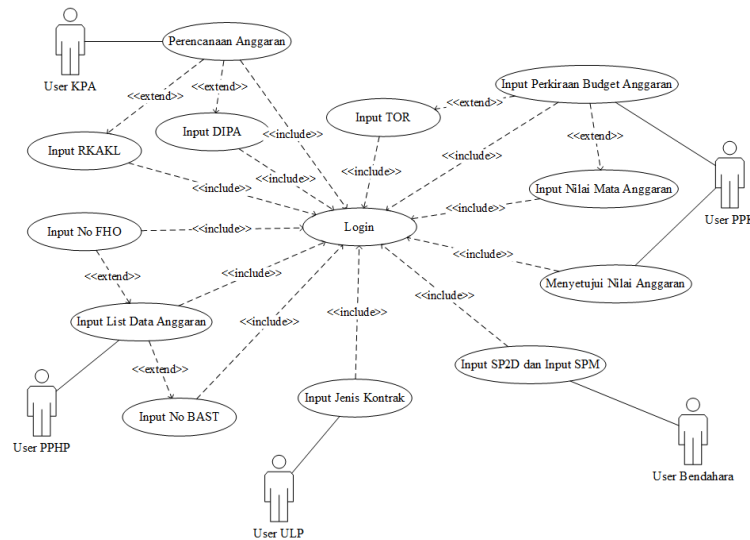 Perencanaan Anggaran
User KPA
<<extend>>
<<extend>>
Input Perkiraan Budget Anggaran
<<extend>>
Input TOR
Input DIPA
<<include>>
<<include>>
<<extend>>
Input RKAKL
<<include>>
<<include>>
<<include>>
Input Nilai Mata Anggaran
<<include>>
User PPK
Input No FHO
<<include>>
Login
<<include>>
<<extend>>
<<include>>
Menyetujui Nilai Anggaran
Input List Data Anggaran
<<include>>
<<include>>
<<include>>
<<extend>>
Input SP2D dan Input SPM
Input No BAST
Input Jenis Kontrak
User PPHP
User Bendahara
User ULP